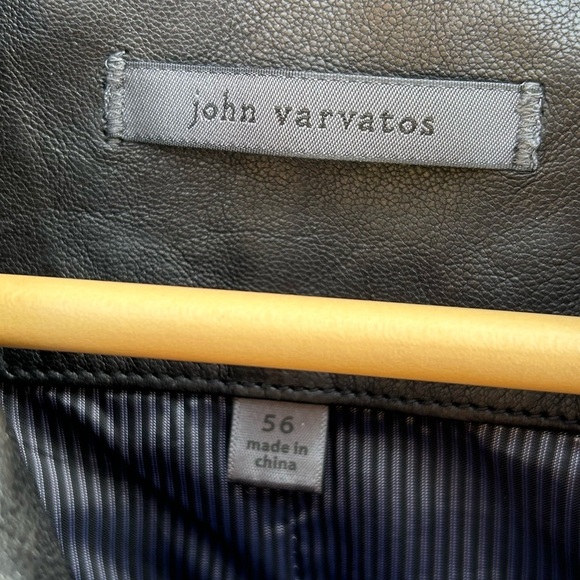 john varvatos
56
made in
china